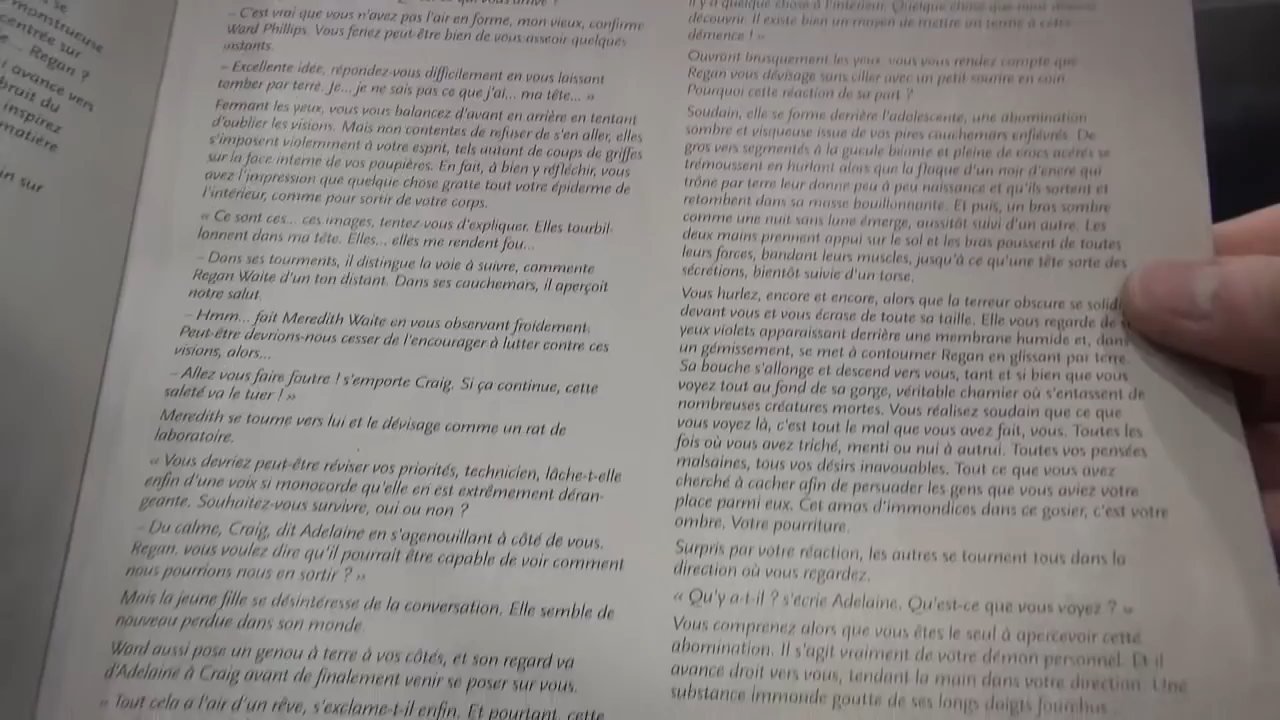 monstrueuse
centrée sur
Regan ?
avance vers
bruit du
inspirez
matière
sur
– C'est vrai que vous n'avez pas l'air en forme, mon vieux, confirme
Ward Phillips. Vous feriez peut-être bien de vous asseoir quelques
instants.
– Excellente idée, répondez-vous difficilement en vous laissant
tomber par terre. Je... je ne sais pas ce que j'ai... ma tête... »
Fermant les yeux, vous vous balancez d'avant en arrière en tentant
d'oublier les visions. Mais non contentes de refuser de s'en aller, elles
s'imposent violemment à votre esprit, tels autant de coups de griffes
sur la face interne de vos paupières. En fait, à bien y réfléchir, vous
avez l'impression que quelque chose gratte tout votre épiderme de
l'intérieur, comme pour sortir de votre corps.
« Ce sont ces... ces images, tentez-vous d'expliquer. Elles tourbil-
lonnent dans ma tête. Elles... elles me rendent fou...
– Dans ses tourments, il distingue la voie à suivre, commente
Regan Waite d'un ton distant. Dans ses cauchemars, il aperçoit
notre salut.
– Hmm... fait Meredith Waite en vous observant froidement.
Peut-être devrions-nous cesser de l'encourager à lutter contre ces
visions, alors...
– Allez vous faire foutre ! s'emporte Craig. Si ça continue, cette
saleté va le tuer ! »
Meredith se tourne vers lui et le dévisage comme un rat de
laboratoire.
« Vous devriez peut-être réviser vos priorités, technicien, lâche-t-elle
enfin d'une voix si monocorde qu'elle en est extrêmement déran-
geante. Souhaitez-vous survivre, oui ou non ?
– Du calme, Craig, dit Adelaine en s'agenouillant à côté de vous.
Regan, vous voulez dire qu'il pourrait être capable de voir comment
nous pourrions nous en sortir ? »
Mais la jeune fille se désintéresse de la conversation. Elle semble de
nouveau perdue dans son monde.
Ward aussi pose un genou à terre à vos côtés, et son regard va
d'Adelaine à Craig avant de finalement venir se poser sur vous.
« Tout cela a l'air d'un rêve, s'exclame-t-il enfin. Et pourtant, cette
Il y a quelque chose à l'intérieur. Quelque chose que nous
découvrir. Il existe bien un moyen de mettre un terme à cette
démence ! »
Ouvrant brusquement les yeux, vous vous rendez compte que
Regan vous dévisage sans ciller avec un petit sourire en coin.
Pourquoi cette réaction de sa part ?
Soudain, elle se forme derrière l'adolescente, une abomination
sombre et visqueuse issue de vos pires cauchemars enfiévrés. De
gros vers segmentés à la gueule béante et pleine de crocs acérés se
trémoussent en hurlant alors que la flaque d'un noir d'encre qui
trône par terre leur donne peu à peu naissance et qu'ils sortent et
retombent dans sa masse bouillonnante. Et puis, un bras sombre
comme une nuit sans lune émerge, aussitôt suivi d'un autre. Les
deux mains prennent appui sur le sol et les bras poussent de toutes
leurs forces, bandant leurs muscles, jusqu'à ce qu'une tête sorte des
sécrétions, bientôt suivie d'un torse.
Vous hurlez, encore et encore, alors que la terreur obscure se solidi
devant vous et vous écrase de toute sa taille. Elle vous regarde de
yeux violets apparaissant derrière une membrane humide et, dans
un gémissement, se met à contourner Regan en glissant par terre.
Sa bouche s'allonge et descend vers vous, tant et si bien que vous
voyez tout au fond de sa gorge, véritable charnier où s'entassent de
nombreuses créatures mortes. Vous réalisez soudain que ce que
vous voyez là, c'est tout le mal que vous avez fait, vous. Toutes les
fois où vous avez triché, menti ou nui à autrui. Toutes vos pensées
malsaines, tous vos désirs inavouables. Tout ce que vous avez
cherché à cacher afin de persuader les gens que vous aviez votre
place parmi eux. Cet amas d'immondices dans ce gosier, c'est votre
ombre. Votre pourriture.
Surpris par votre réaction, les autres se tournent tous dans la
direction où vous regardez.
« Qu'y a-t-il ? s'écrie Adelaine. Qu'est-ce que vous voyez ? »
Vous comprenez alors que vous êtes le seul à apercevoir cette
abomination. Il s'agit vraiment de votre démon personnel. Et il
avance droit vers vous, tendant la main dans votre direction. Une
substance immonde goutte de ses longs doigts fourchus